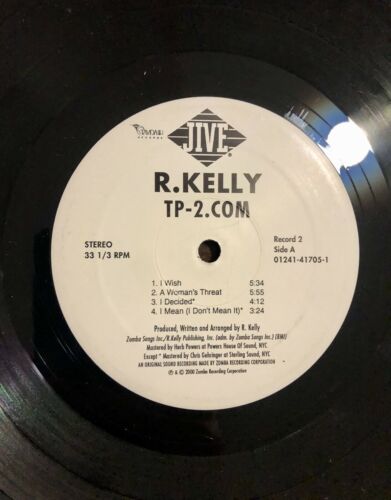 JIVE
RECORDS
R.KELLY
TP-2.COM
STEREO
33 1/3 RPM
Record 2
Side A
01241-41705-1
1. I Wish 5:34
2. A Woman's Threat 5:55
3. I Decided* 4:12
4. I Mean (I Don't Mean It)* 3:24
Produced, Written and Arranged by R. Kelly
Zomba Songs Inc./R.Kelly Publishing, Inc. (adm. by Zomba Songs Inc.) (BMI)
Mastered by Herb Powers at Powers House Of Sound, NYC
Except * Mastered by Chris Gehringer at Sterling Sound, NYC
AN ORIGINAL SOUND RECORDING MADE BY ZOMBA RECORDING CORPORATION
℗ & © 2000 Zomba Recording Corporation